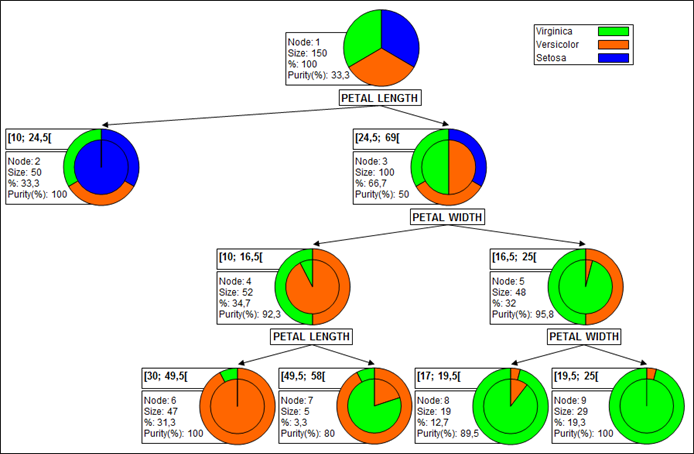 Node: 1
Size: 150
%: 100
Purity(%): 33,3
Virginica
Versicolor
Setosa
PETAL LENGTH
[10; 24,5[
Node: 2
Size: 50
%: 33,3
Purity(%): 100
[24,5; 69[
Node: 3
Size: 100
%: 66,7
Purity(%): 50
PETAL WIDTH
[10; 16,5[
Node: 4
Size: 52
%: 34,7
Purity(%): 92,3
[16,5; 25[
Node: 5
Size: 48
%: 32
Purity(%): 95,8
PETAL LENGTH
PETAL WIDTH
[30; 49,5[
Node: 6
Size: 47
%: 31,3
Purity(%): 100
[49,5; 58[
Node: 7
Size: 5
%: 3,3
Purity(%): 80
[17; 19,5[
Node: 8
Size: 19
%: 12,7
Purity(%): 89,5
[19,5; 25[
Node: 9
Size: 29
%: 19,3
Purity(%): 100